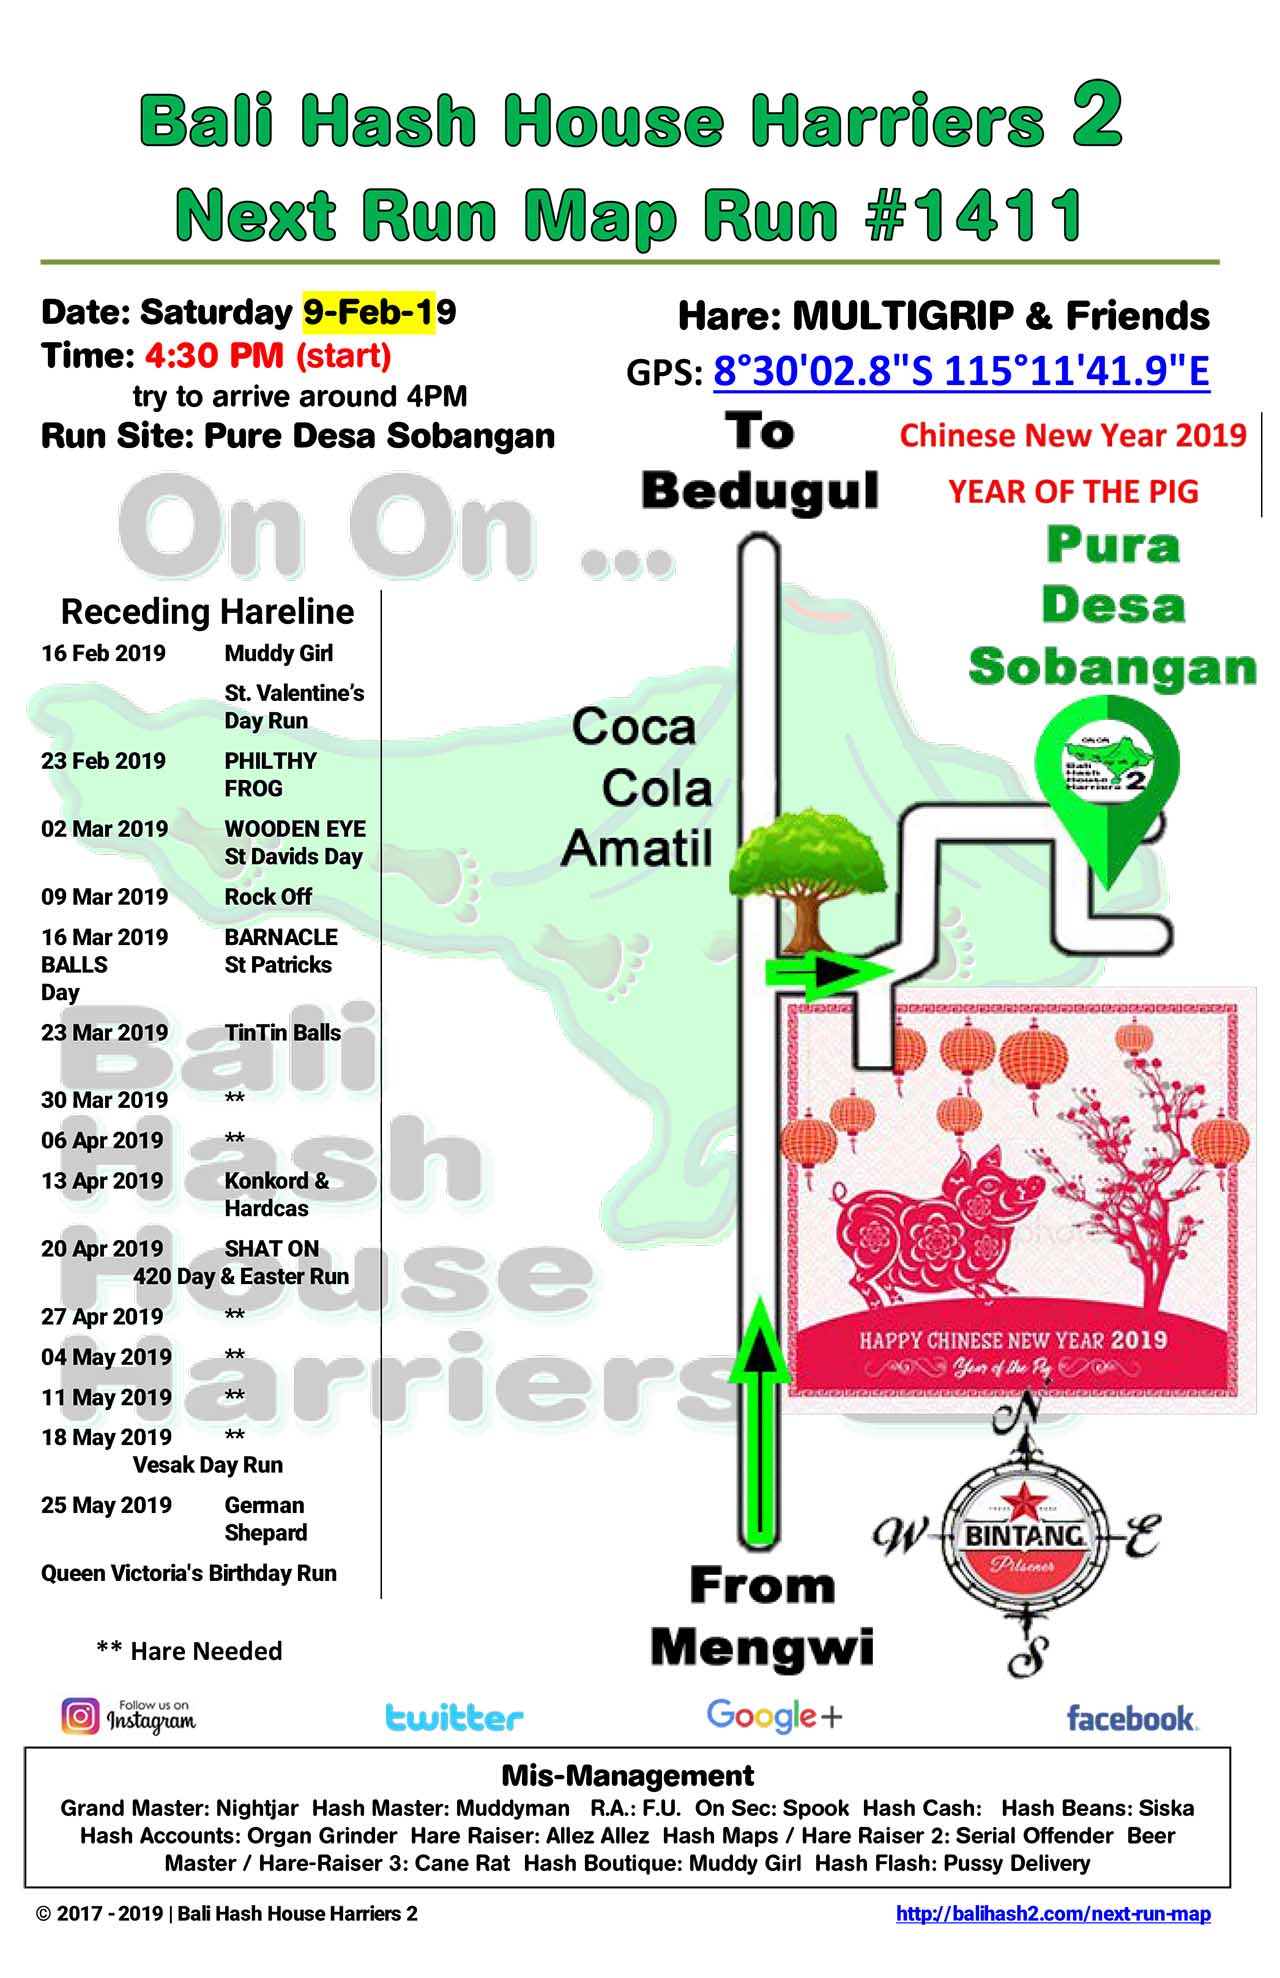 Bali Hash House Harriers 2
Next Run Map Run #1411
Date: Saturday 9-Feb-19
Time: 4:30 PM (start)
try to arrive around 4PM
Run Site: Pure Desa Sobangan
Hare: MULTIGRIP & Friends
GPS: 8°30'02.8"S 115°11'41.9"E
Chinese New Year 2019
YEAR OF THE PIG
To
Bedugul
Pura
Desa
Sobangan
On On ...
Receding Hareline
16 Feb 2019 Muddy Girl
St. Valentine's
Day Run
23 Feb 2019 PHILTHY
FROG
02 Mar 2019 WOODEN EYE
St Davids Day
09 Mar 2019 Rock Off
16 Mar 2019 BARNACLE
BALLS St Patricks
Day
23 Mar 2019 TinTin Balls
30 Mar 2019 **
06 Apr 2019 **
13 Apr 2019 Konkord &
Hardcas
20 Apr 2019 SHAT ON
420 Day & Easter Run
27 Apr 2019 **
04 May 2019 **
11 May 2019 **
18 May 2019 **
Vesak Day Run
25 May 2019 German
Shepard
Queen Victoria's Birthday Run
** Hare Needed
Bali
Hash
House
Harriers
Coca
Cola
Amatil
ON ON
Bali
Hash
House
Harriers 2
HAPPY CHINESE NEW YEAR 2019
Year of the Pig
N
W
E
S
BINTANG
Pilsener
From
Mengwi
Follow us on
Instagram
twitter
Google+
facebook
Mis-Management
Grand Master: Nightjar Hash Master: Muddyman R.A.: F.U. On Sec: Spook Hash Cash: Hash Beans: Siska
Hash Accounts: Organ Grinder Hare Raiser: Allez Allez Hash Maps / Hare Raiser 2: Serial Offender Beer
Master / Hare-Raiser 3: Cane Rat Hash Boutique: Muddy Girl Hash Flash: Pussy Delivery
© 2017 - 2019 | Bali Hash House Harriers 2
http://balihash2.com/next-run-map